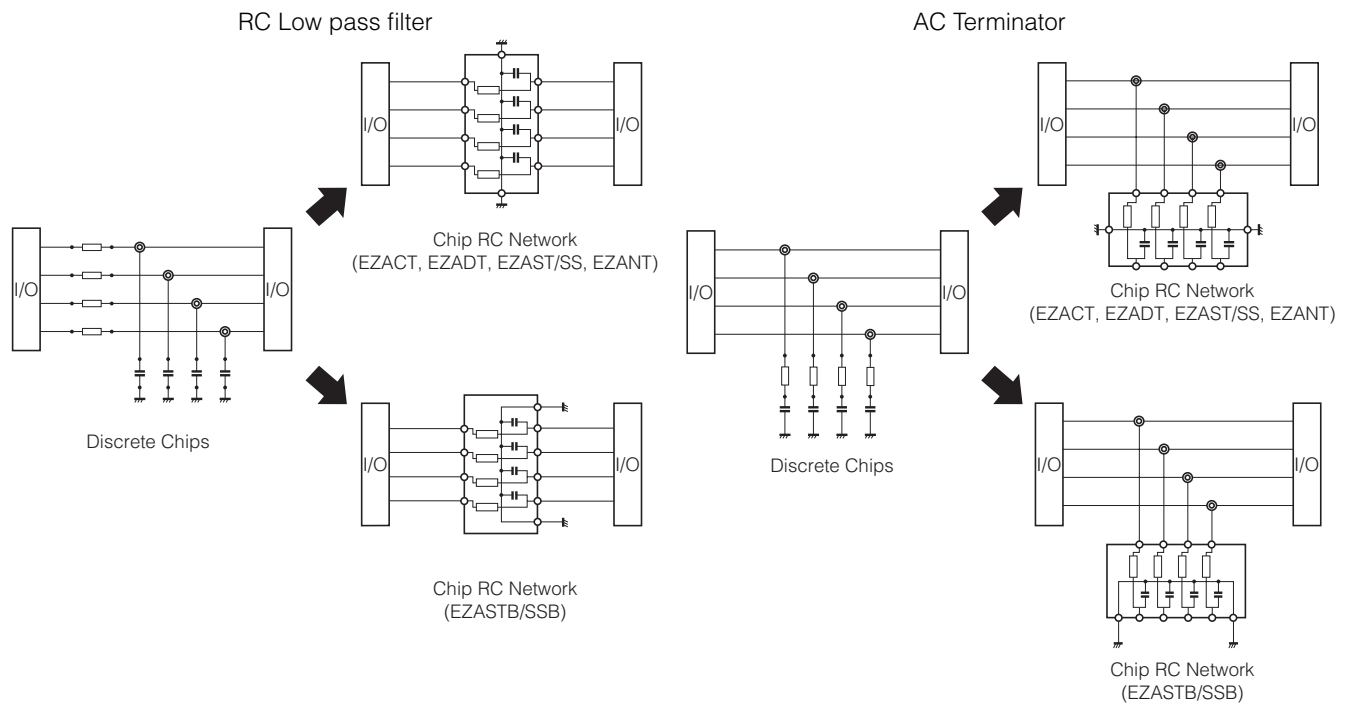 RC Low pass filter
I/O
I/O
Chip RC Network
(EZACT, EZADT, EZAST/SS, EZANT)
I/O
I/O
Discrete Chips
I/O
I/O
Chip RC Network
(EZASTB/SSB)
AC Terminator
I/O
I/O
Chip RC Network
(EZACT, EZADT, EZAST/SS, EZANT)
I/O
I/O
Discrete Chips
I/O
I/O
Chip RC Network
(EZASTB/SSB)